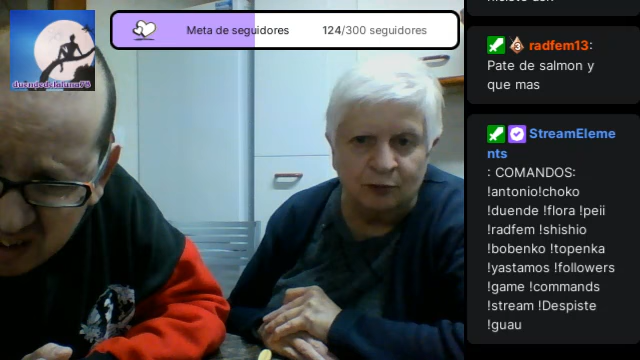 Meta de seguidores 124/300 seguidores
duendedelaluna78
radfem13:
Pate de salmon y
que mas
StreamEleme
nts
: COMANDOS:
!antonio!choko
!duende !flora !peii
!radfem !shishio
!bobenko !topenka
!yastamos !followers
!game !commands
!stream !Despiste
!guau